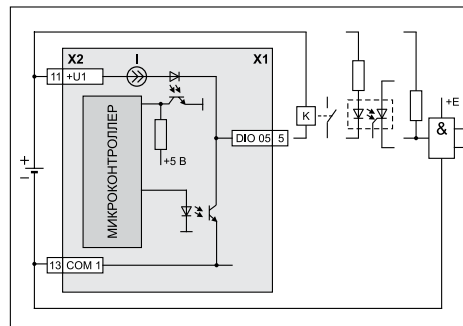 X2
I
X1
11 +U1
МИКРОКОНТРОЛЛЕР
+5 В
DIO 05 5
K
+E
&
+
–
13 COM 1